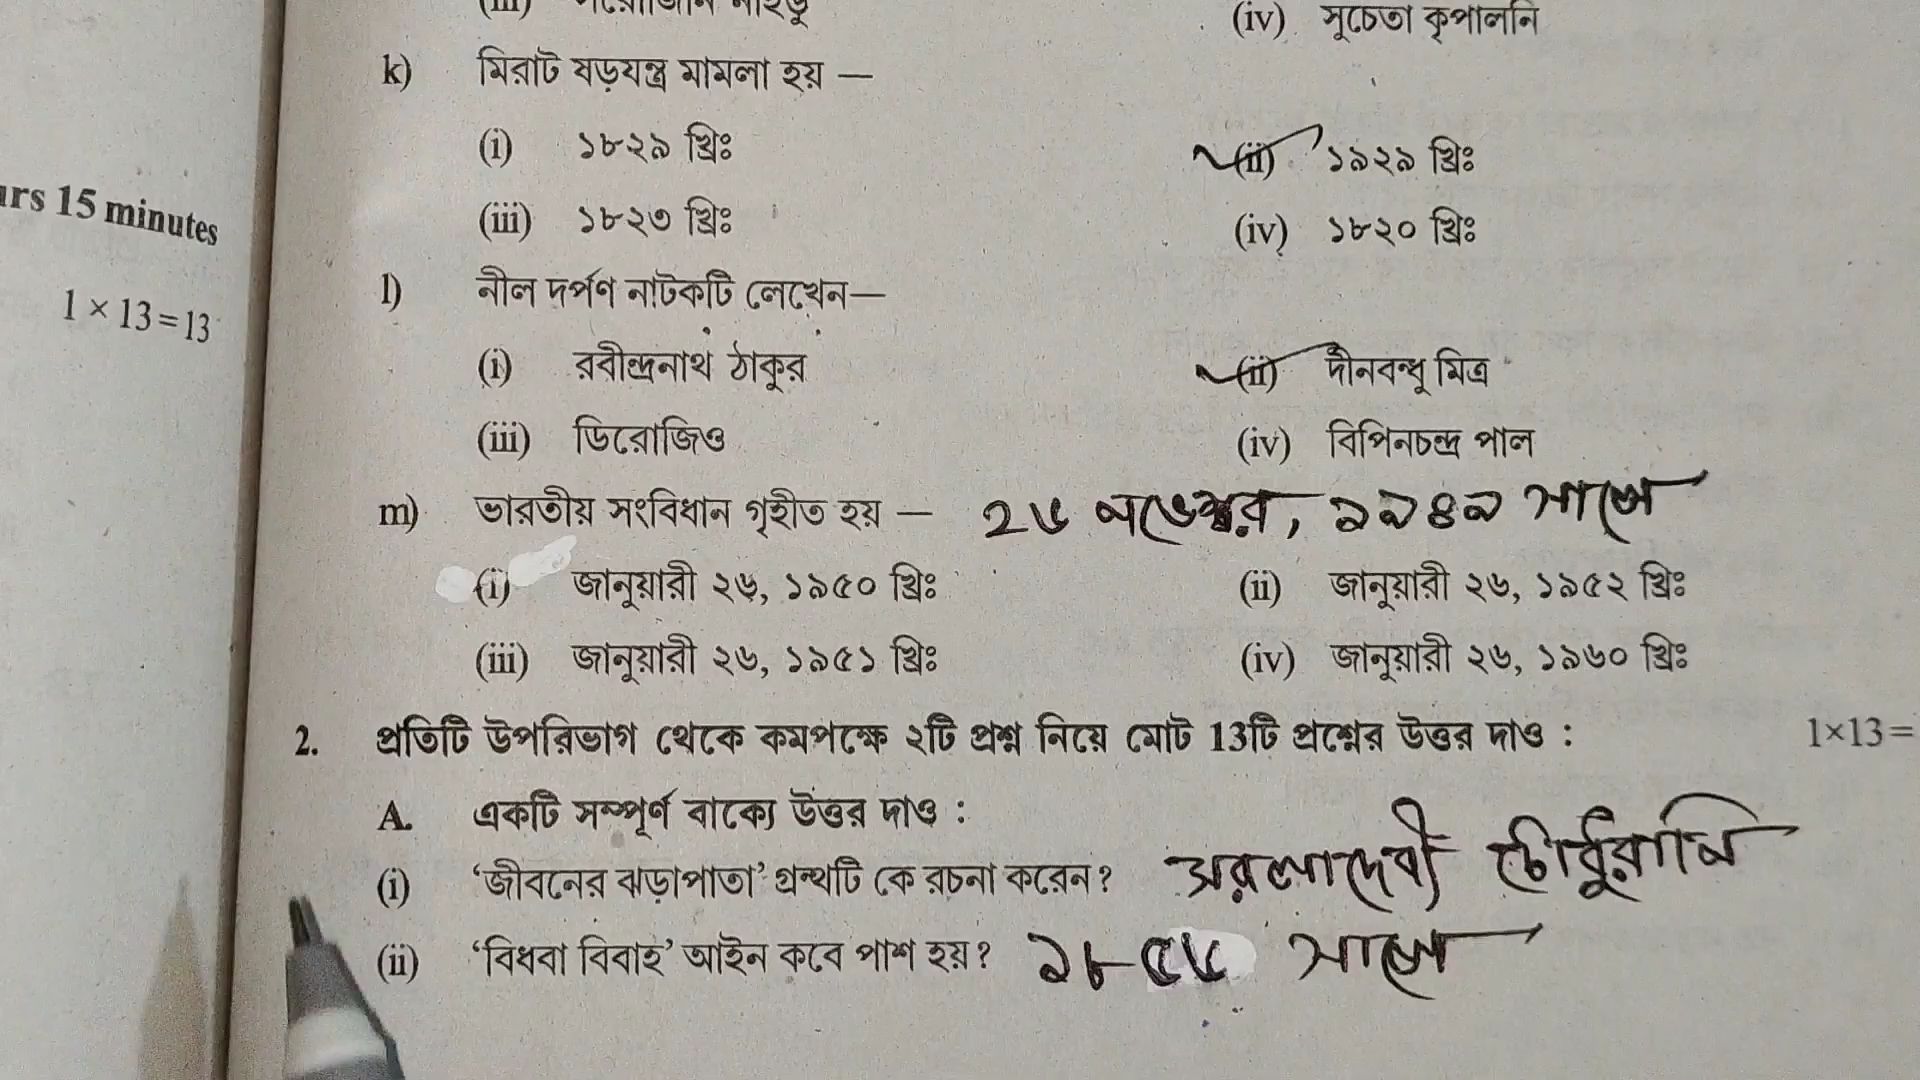 (iv) সুচেতা কৃপালনি
k) মিরাট ষড়যন্ত্র মামলা হয় —
(i) ১৮২৯ খ্রিঃ (ii) ১৯২৯ খ্রিঃ
urs 15 minutes
(iii) ১৮২৩ খ্রিঃ (iv) ১৮২০ খ্রিঃ
1 × 13 = 13
l) নীল দর্পণ নাটকটি লেখেন—
(i) রবীন্দ্রনাথ ঠাকুর (ii) দীনবন্ধু মিত্র
(iii) ডিরোজিও (iv) বিপিনচন্দ্র পাল
m) ভারতীয় সংবিধান গৃহীত হয় — ২৬ নভেম্বর, ১৯৪৯ সালে
(i) জানুয়ারী ২৬, ১৯৫০ খ্রিঃ (ii) জানুয়ারী ২৬, ১৯৫২ খ্রিঃ
(iii) জানুয়ারী ২৬, ১৯৫১ খ্রিঃ (iv) জানুয়ারী ২৬, ১৯৬০ খ্রিঃ
2. প্রতিটি উপরিভাগ থেকে কমপক্ষে ২টি প্রশ্ন নিয়ে মোট 13টি প্রশ্নের উত্তর দাও : 1×13=
A. একটি সম্পূর্ণ বাক্যে উত্তর দাও :
(i) ‘জীবনের ঝড়াপাতা’ গ্রন্থটি কে রচনা করেন? সরলাদেবী চৌধুরানি
(ii) ‘বিধবা বিবাহ’ আইন কবে পাশ হয়? ১৮৫৬ সালে